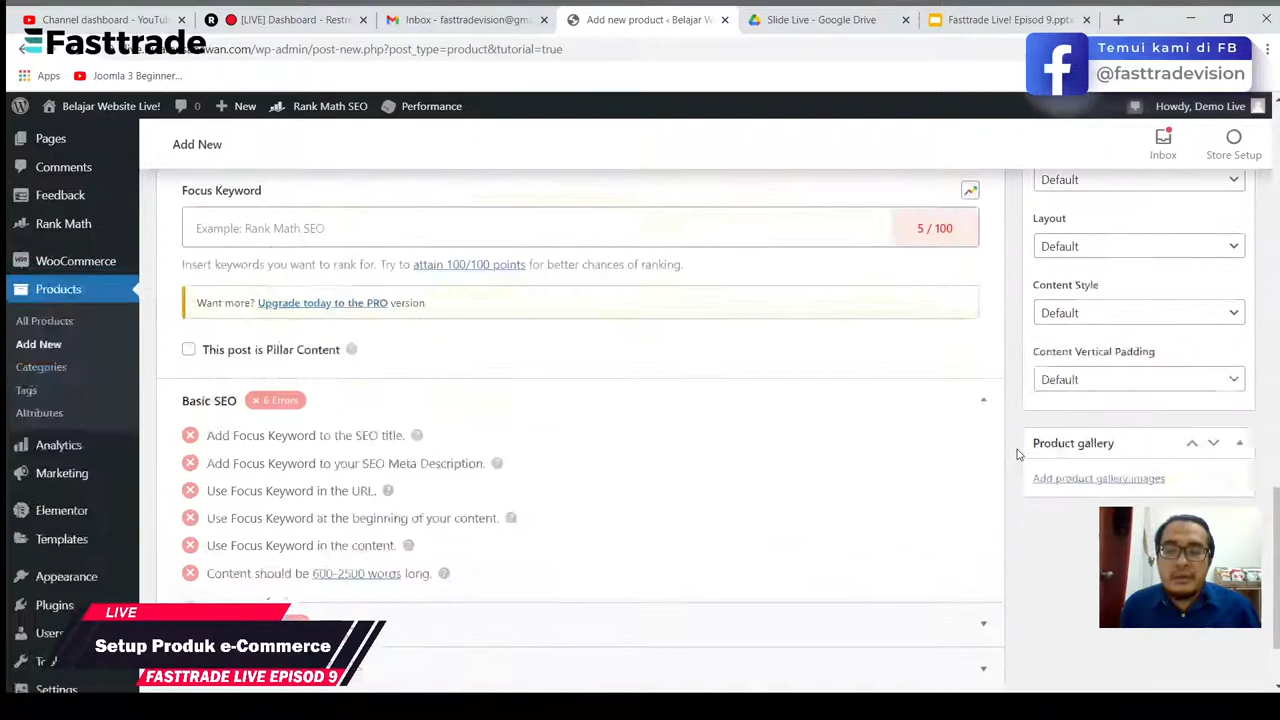 Channel dashboard - YouTu
[LIVE] Dashboard - Restre
Inbox - fasttradevision@gm
Add new product ‹ Belajar W
Slide Live - Google Drive
Fasttrade Live! Episod 9.pptx
Fasttrade
wan.com/wp-admin/post-new.php?post_type=product&tutorial=true
Apps
Joomla 3 Beginner...
Temui kami di FB
@fasttradevision
Belajar Website Live!
0
New
Rank Math SEO
Performance
Howdy, Demo Live
Pages
Comments
Feedback
Rank Math
WooCommerce
Products
All Products
Add New
Categories
Tags
Attributes
Analytics
Marketing
Elementor
Templates
Appearance
Plugins
Users
Settings
Add New
Inbox
Store Setup
Focus Keyword
Example: Rank Math SEO
5 / 100
Insert keywords you want to rank for. Try to attain 100/100 points for better chances of ranking.
Want more? Upgrade today to the PRO version
This post is Pillar Content
Basic SEO
6 Errors
Add Focus Keyword to the SEO title.
Add Focus Keyword to your SEO Meta Description.
Use Focus Keyword in the URL.
Use Focus Keyword at the beginning of your content.
Use Focus Keyword in the content.
Content should be 600-2500 words long.
Default
Layout
Default
Content Style
Default
Content Vertical Padding
Default
Product gallery
Add product gallery images
LIVE
Setup Produk e-Commerce
FASTTRADE LIVE EPISOD 9